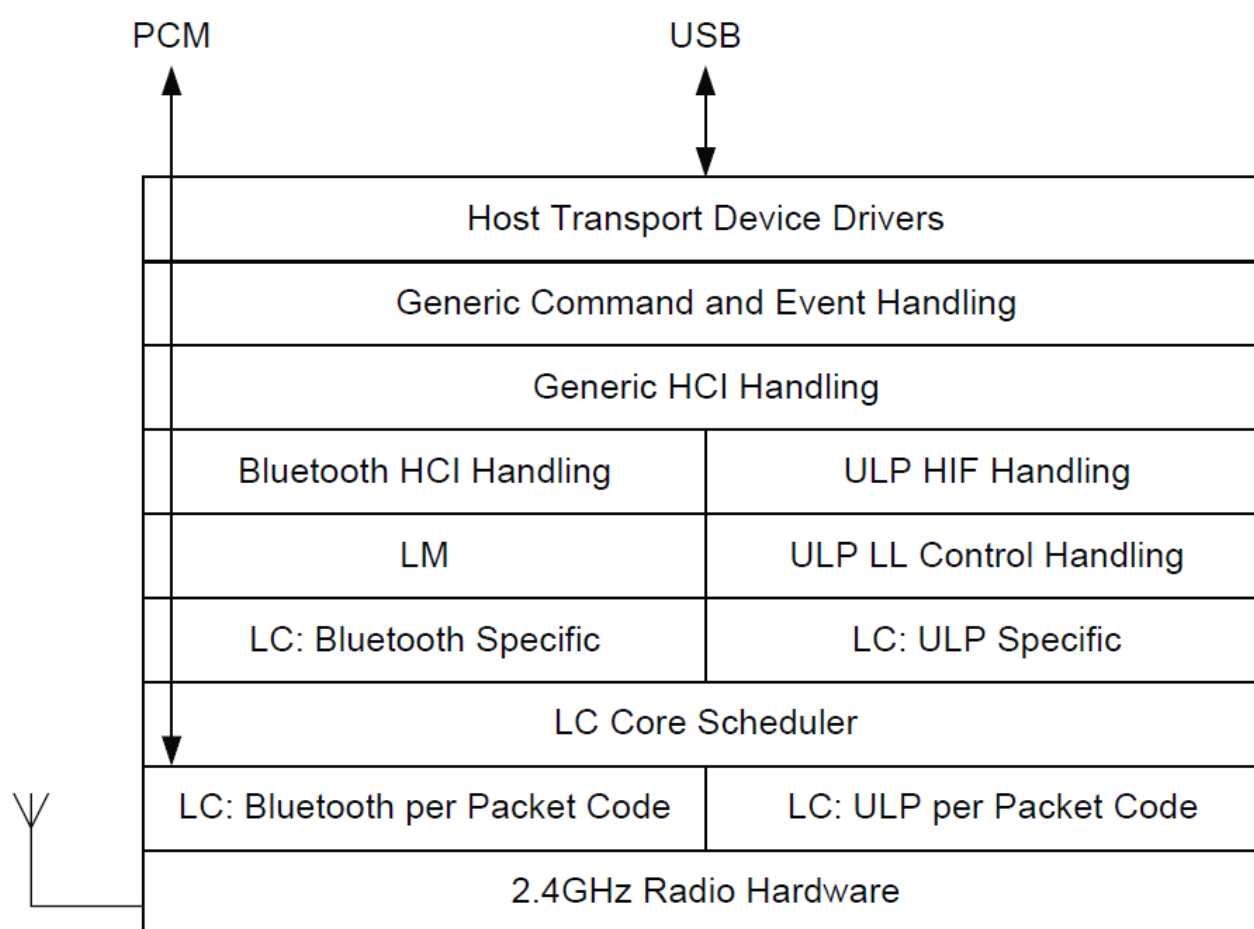 PCM
USB
Host Transport Device Drivers
Generic Command and Event Handling
Generic HCI Handling
Bluetooth HCI Handling
ULP HIF Handling
LM
ULP LL Control Handling
LC: Bluetooth Specific
LC: ULP Specific
LC Core Scheduler
LC: Bluetooth per Packet Code
LC: ULP per Packet Code
2.4GHz Radio Hardware